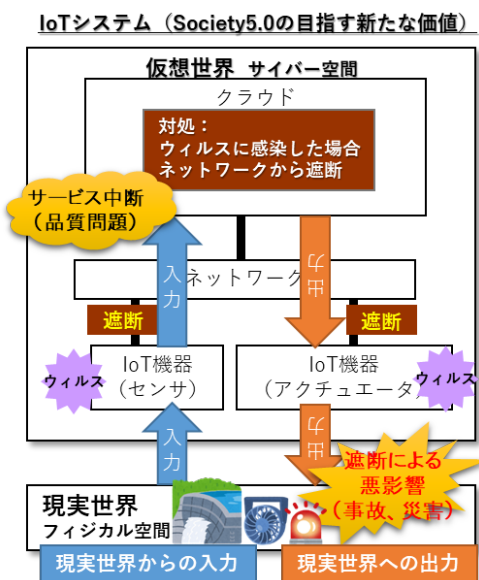 IoTシステム（Society5.0の目指す新たな価値）
仮想世界 サイバー空間
クラウド
対処：
ウィルスに感染した場合
ネットワークから遮断
サービス中断
（品質問題）
入力
出力
ネットワーク
遮断
遮断
ウィルス
IoT機器
（センサ）
IoT機器
（アクチュエータ）
ウィルス
入力
出力
遮断による
悪影響
（事故、災害）
現実世界
フィジカル空間
現実世界からの入力
現実世界への出力